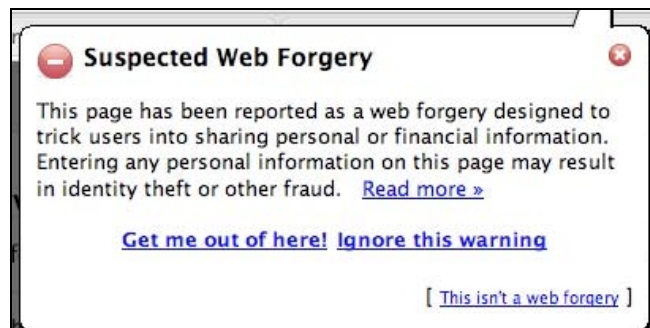 Suspected Web Forgery
This page has been reported as a web forgery designed to
trick users into sharing personal or financial information.
Entering any personal information on this page may result
in identity theft or other fraud. Read more »
Get me out of here! Ignore this warning
[ This isn't a web forgery ]